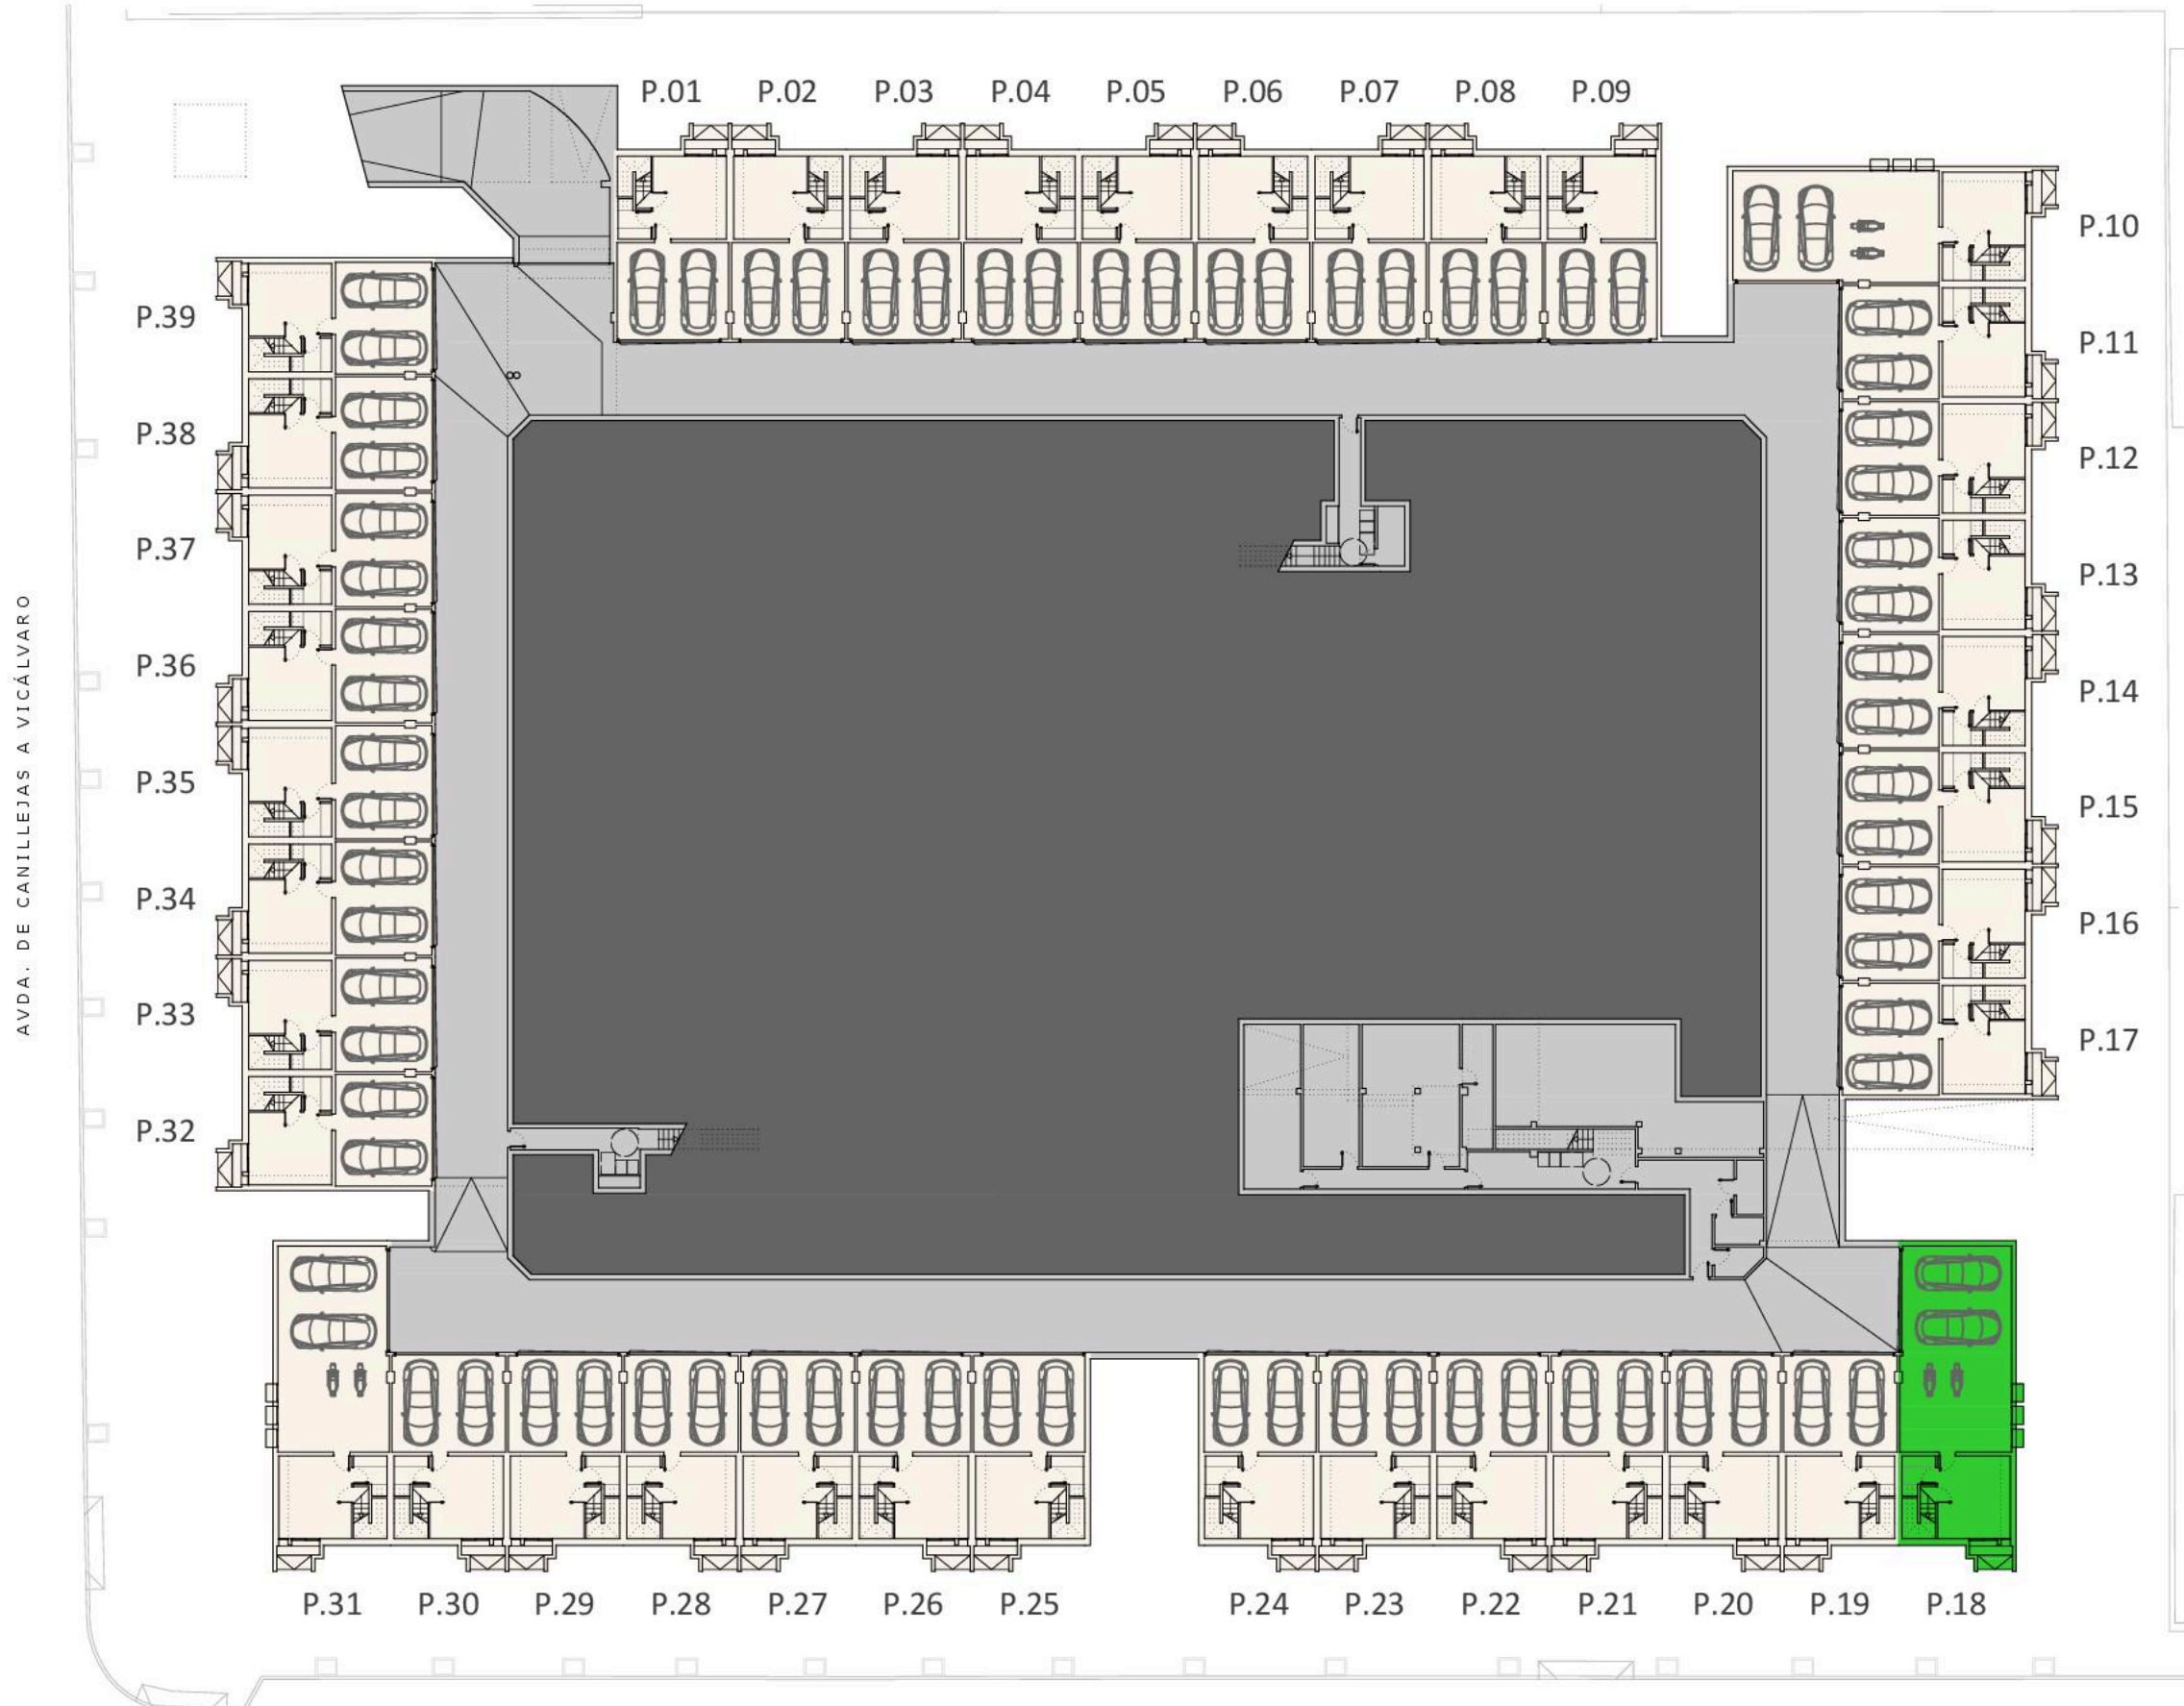 P.01 P.02 P.03 P.04 P.05 P.06 P.07 P.08 P.09
P.10
P.11
P.12
P.13
P.14
P.15
P.16
P.17
P.39
P.38
P.37
P.36
P.35
P.34
P.33
P.32
AVDA. DE CANILLEJAS A VICÁLVARO
P.31 P.30 P.29 P.28 P.27 P.26 P.25 P.24 P.23 P.22 P.21 P.20 P.19 P.18